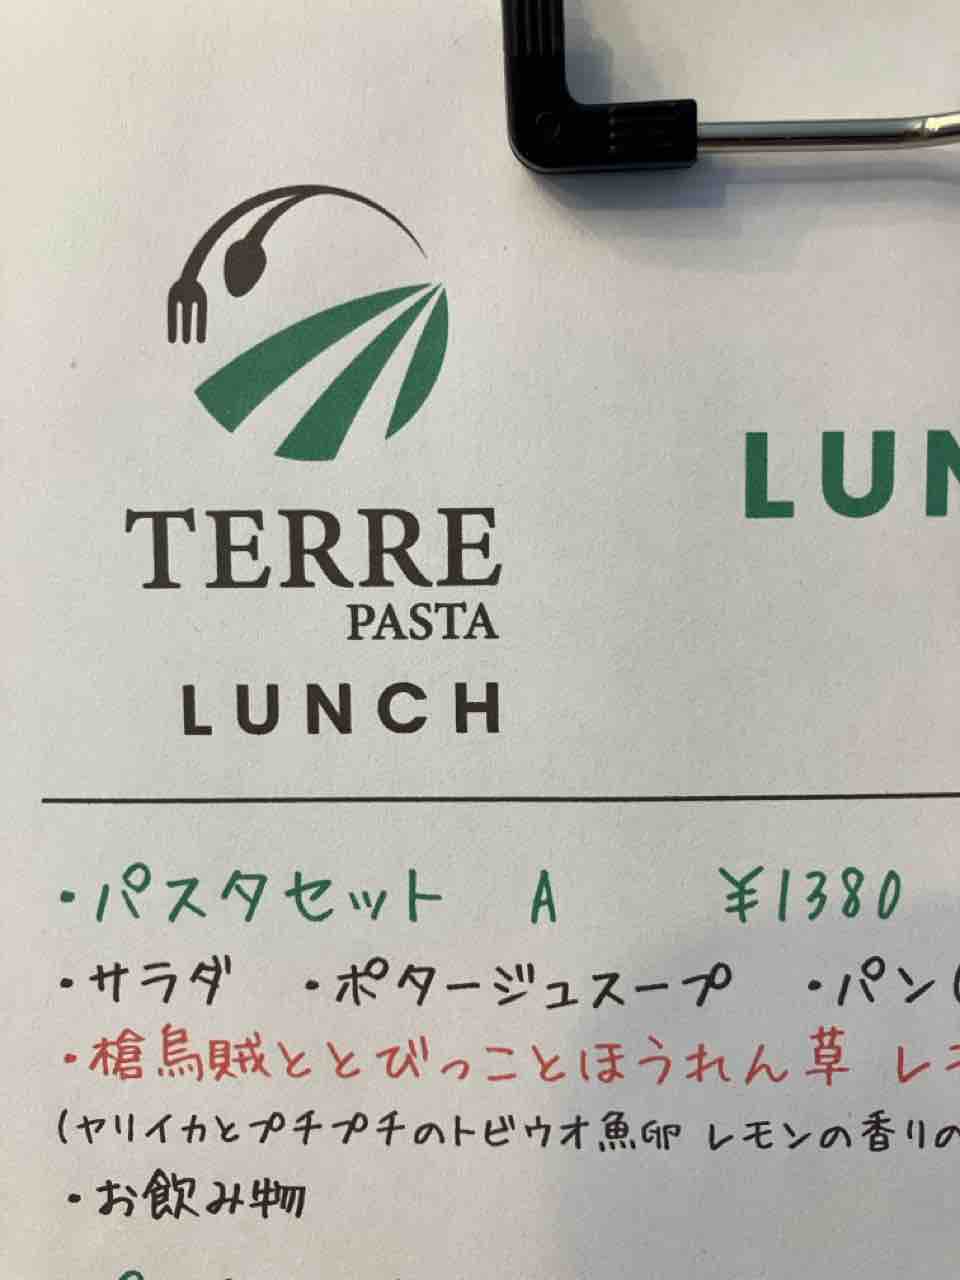 TERRE
PASTA
LUNCH
LUN
・パスタセット A ¥1380
・サラダ ・ポタージュスープ ・パン(
・槍烏賊ととびっことほうれん草 レモ
(ヤリイカとプチプチのトビウオ魚卵 レモンの香りの
・お飲み物